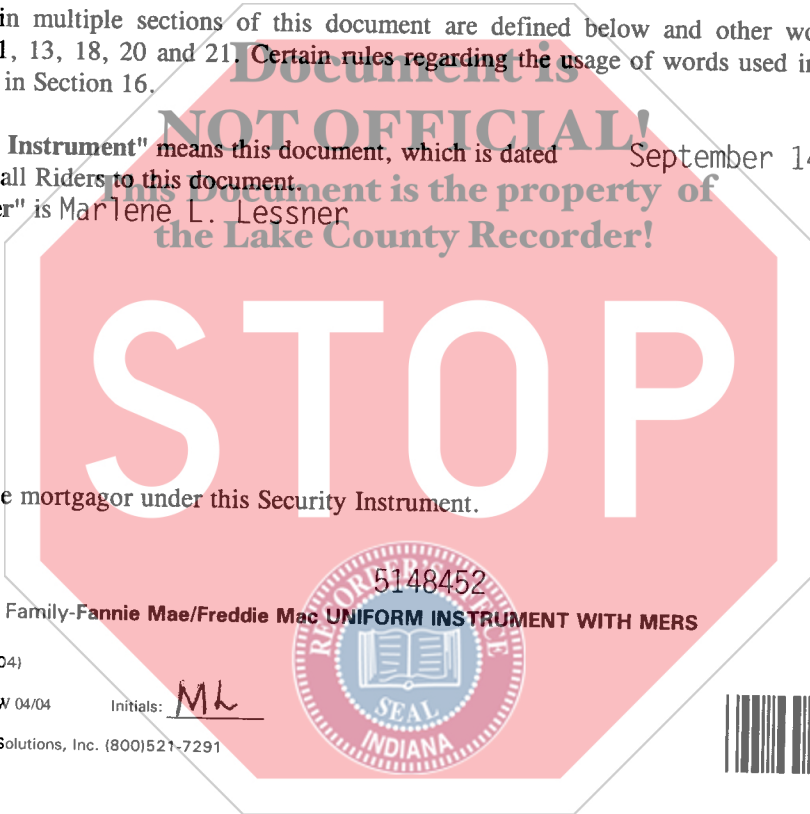 in multiple sections of this document are defined below and other
1, 13, 18, 20 and 21. Certain rules regarding the usage of words used in
in Section 16.
Document is
NOT OFFICIAL!
Instrument" means this document, which is dated September 14
all Riders to this document.
This Document is the property of
er" is Marlene L. Lessner
the Lake County Recorder!
STOP
e mortgagor under this Security Instrument.
5148452
Family-Fannie Mae/Freddie Mac UNIFORM INSTRUMENT WITH MERS
04)
W 04/04 Initials: ML
Solutions, Inc. (800)521-7291
SEAL
INDIANA